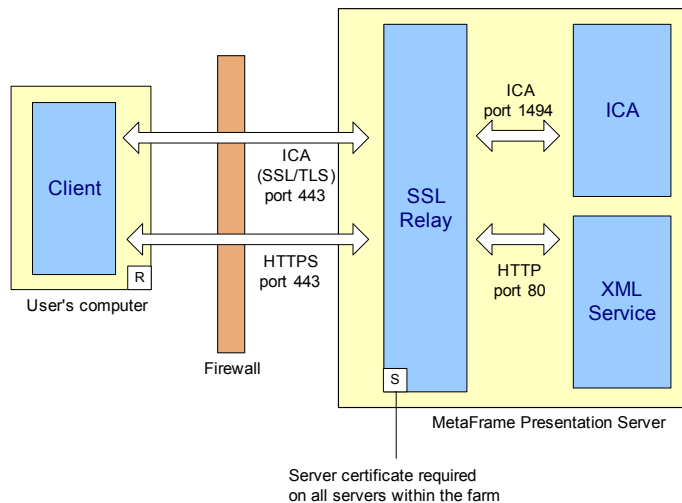 Client
R
User's computer
Firewall
ICA
(SSL/TLS)
port 443
HTTPS
port 443
SSL
Relay
S
ICA
port 1494
HTTP
port 80
ICA
XML
Service
MetaFrame Presentation Server
Server certificate required
on all servers within the farm